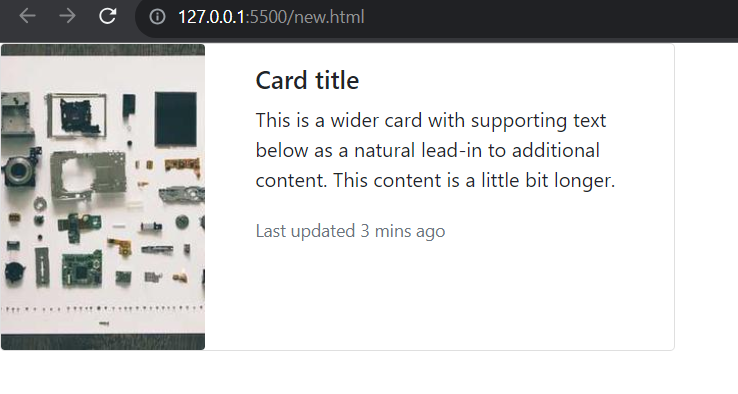 127.0.0.1:5500/new.html
Card title
This is a wider card with supporting text
below as a natural lead-in to additional
content. This content is a little bit longer.
Last updated 3 mins ago